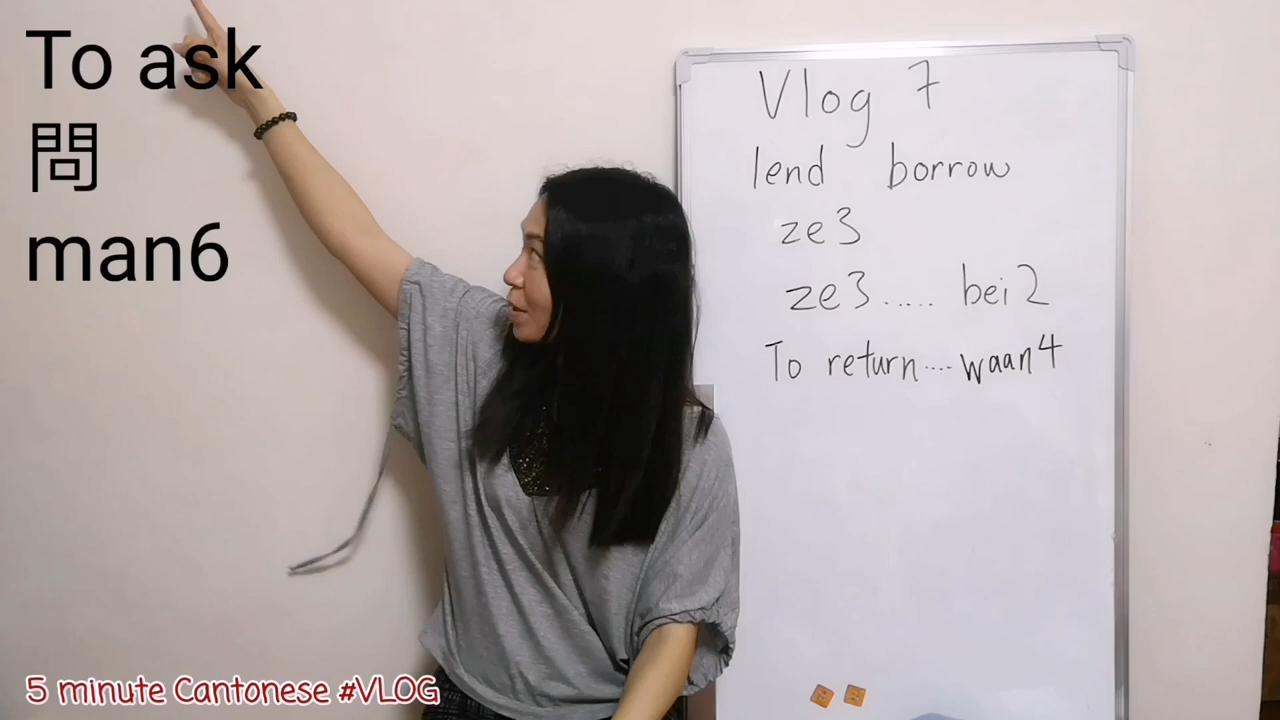 To ask
問
man6
Vlog 7
lend borrow
ze3
ze3...... bei2
To return....waan4
5 minute Cantonese #VLOG